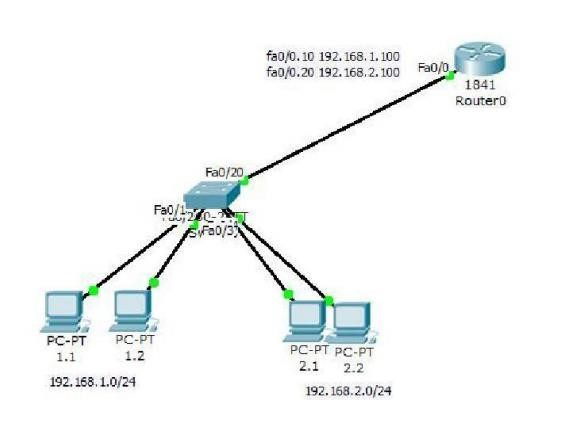 fa0/0.10 192.168.1.100
fa0/0.20 192.168.2.100
Fa0/0
1841
Router0
Fa0/20
Fa0/1
Fa0/3
PC-PT
1.1
PC-PT
1.2
PC-PT
2.1
PC-PT
2.2
192.168.1.0/24
192.168.2.0/24